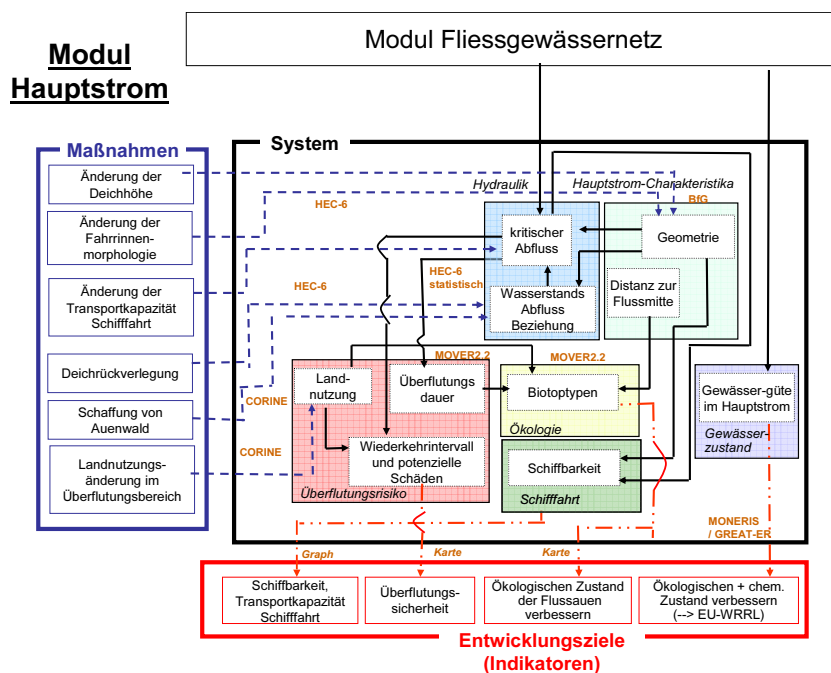 Modul Fliessgewässernetz
Modul
Hauptstrom
Maßnahmen
Änderung der
Deichhöhe
Änderung der
Fahrrinnen-
morphologie
Änderung der
Transportkapazität
Schifffahrt
Deichrückverlegung
Schaffung von
Auenwald
Landnutzungs-
änderung im
Überflutungsbereich
System
Hydraulik
Hauptstrom-Charakteristika
BfG
HEC-6
kritischer
Abfluss
Geometrie
HEC-6
HEC-6
statistisch
Wasserstands
Abfluss
Beziehung
Distanz zur
Flussmitte
MOVER2.2
MOVER2.2
CORINE
CORINE
Land-
nutzung
Überflutungs
dauer
Biotoptypen
Ökologie
Gewässer-güte
im Hauptstrom
Gewässer-
zustand
Wiederkehrintervall
und potenzielle
Schäden
Überflutungsrisiko
Schiffbarkeit
Schifffahrt
MONERIS
/ GREAT-ER
Graph
Karte
Karte
Schiffbarkeit,
Transportkapazität
Schifffahrt
Überflutungs-
sicherheit
Ökologischen Zustand
der Flussauen
verbessern
Ökologischen + chem.
Zustand verbessern
(--> EU-WRRL)
Entwicklungsziele
(Indikatoren)